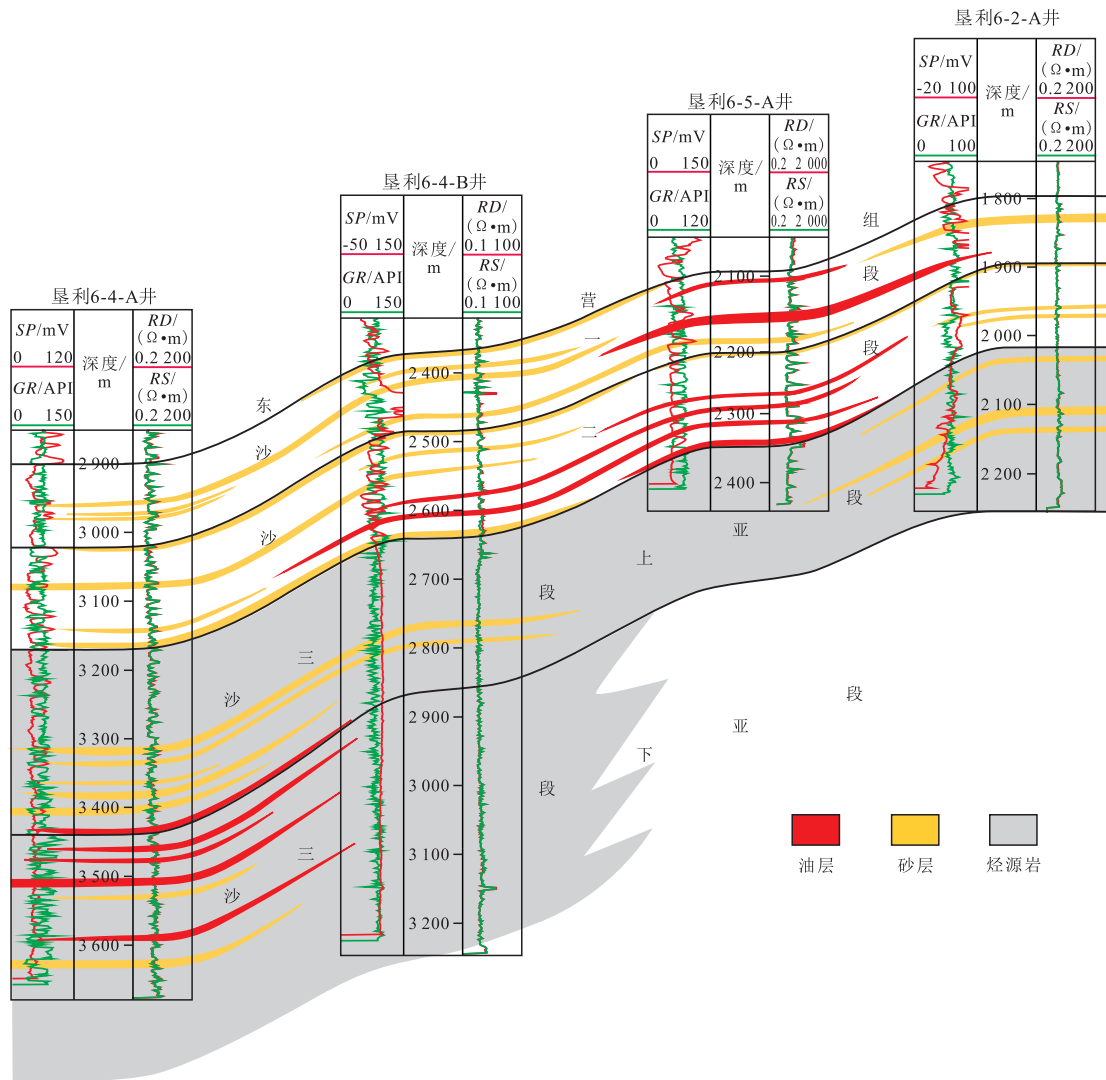 垦利6-4-A井
SP/mV
0 120
GR/API
0 150
深度/
m
RD/
(Ω•m)
0.2 200
RS/
(Ω•m)
0.2 200
2 900
3 000
3 100
3 200
3 300
3 400
3 500
3 600
垦利6-4-B井
SP/mV
-50 150
GR/API
0 150
深度/
m
RD/
(Ω•m)
0.1 100
RS/
(Ω•m)
0.1 100
2 400
2 500
2 600
2 700
2 800
2 900
3 000
3 100
3 200
垦利6-5-A井
SP/mV
0 150
GR/API
0 120
深度/
m
RD/
(Ω•m)
0.2 2 000
RS/
(Ω•m)
0.2 2 000
2 100
2 200
2 300
2 400
垦利6-2-A井
SP/mV
-20 100
GR/API
0 100
深度/
m
RD/
(Ω•m)
0.2 200
RS/
(Ω•m)
0.2 200
1 800
1 900
2 000
2 100
2 200
东营组
沙一段
沙二段
沙三上亚段
沙三下亚段
段
段
油层
砂层
烃源岩